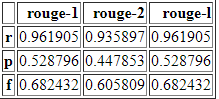 rouge-1 rouge-2 rouge-l
r 0.961905 0.935897 0.961905
p 0.528796 0.447853 0.528796
f 0.682432 0.605809 0.682432